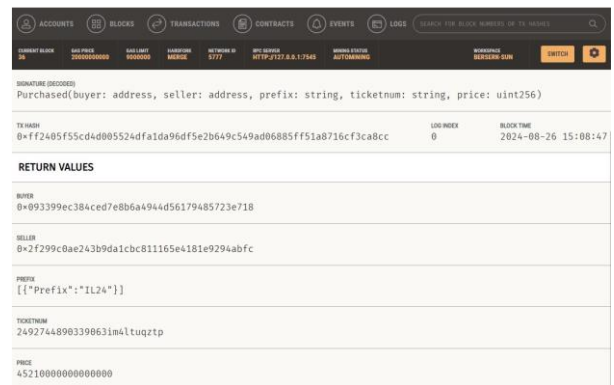 ACCOUNTS BLOCKS TRANSACTIONS CONTRACTS EVENTS LOGS SEARCH FOR BLOCK NUMBERS OR TX HASHES
CURRENT BLOCK GAS PRICE GAS LIMIT HARDFORK NETWORK ID RPC SERVER MINING STATUS WORKSPACE
36 20000000000 9000000 MERGE 5777 HTTP://127.0.0.1:7545 AUTOMINING BERSERK-SUN SWITCH
SIGNATURE (DECODED)
Purchased(buyer: address, seller: address, prefix: string, ticketnum: string, price: uint256)
TX HASH LOG INDEX BLOCK TIME
0×ff2405f55cd4d005524dfa1da96df5e2b649c549ad06885ff51a8716cf3ca8cc 0 2024-08-26 15:08:47
RETURN VALUES
BUYER
0×093399ec384ced7e8b6a4944d56179485723e718
SELLER
0×2f299c0ae243b9da1cbc811165e4181e9294abfc
PREFIX
[{"Prefix":"IL24"}]
TICKETNUM
2492744890339063im4ltuqztp
PRICE
45210000000000000